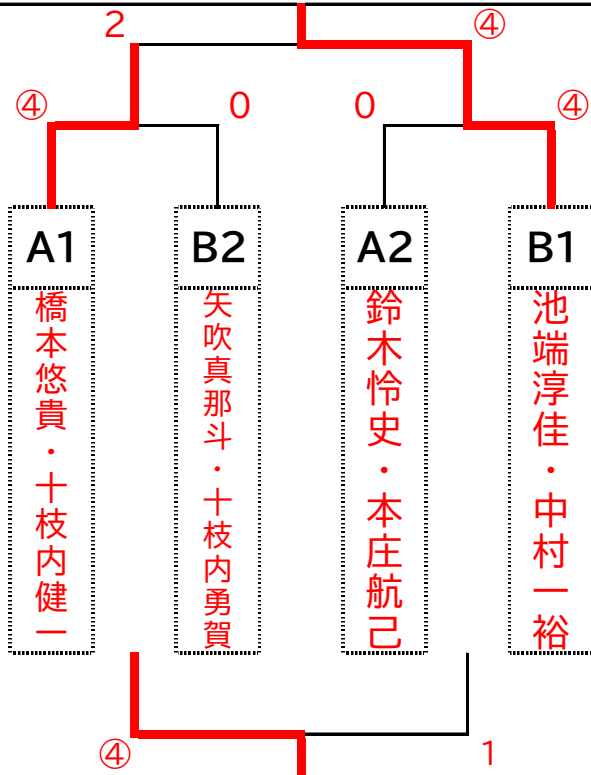 2
④
④
0
0
④
A1
B2
A2
B1
橋本悠貴・十枝内健一
矢吹真那斗・十枝内勇賀
鈴木怜史・本庄航己
池端淳佳・中村一裕
④
1